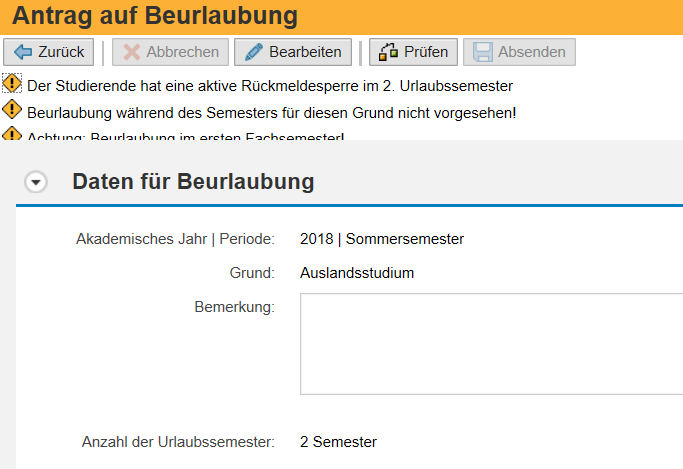 Antrag auf Beurlaubung
Zurück Abbrechen Bearbeiten Prüfen Absenden
Der Studierende hat eine aktive Rückmeldesperre im 2. Urlaubssemester
Beurlaubung während des Semesters für diesen Grund nicht vorgesehen!
Achtung: Beurlaubung im ersten Fachsemester!
Daten für Beurlaubung
Akademisches Jahr | Periode: 2018 | Sommersemester
Grund: Auslandsstudium
Bemerkung:
Anzahl der Urlaubssemester: 2 Semester